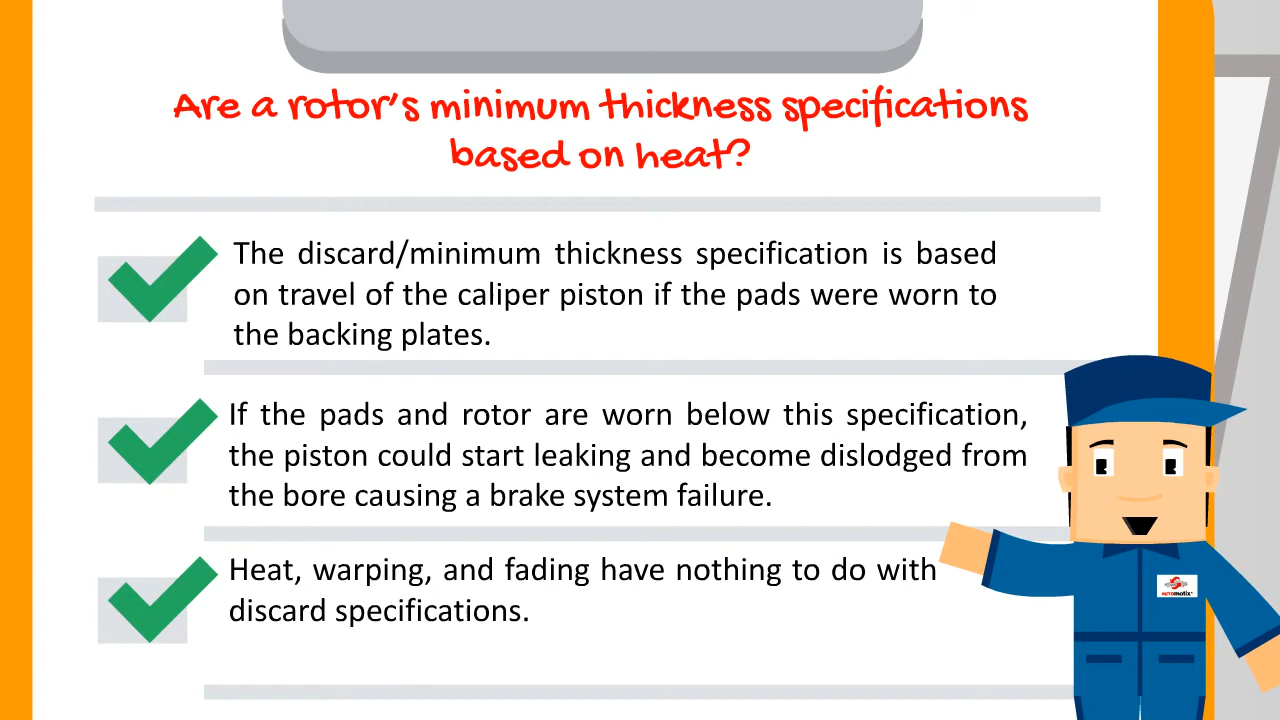 Are a rotor's minimum thickness specifications
based on heat?
The discard/minimum thickness specification is based
on travel of the caliper piston if the pads were worn to
the backing plates.
If the pads and rotor are worn below this specification,
the piston could start leaking and become dislodged from
the bore causing a brake system failure.
Heat, warping, and fading have nothing to do with
discard specifications.
AUTOmatix